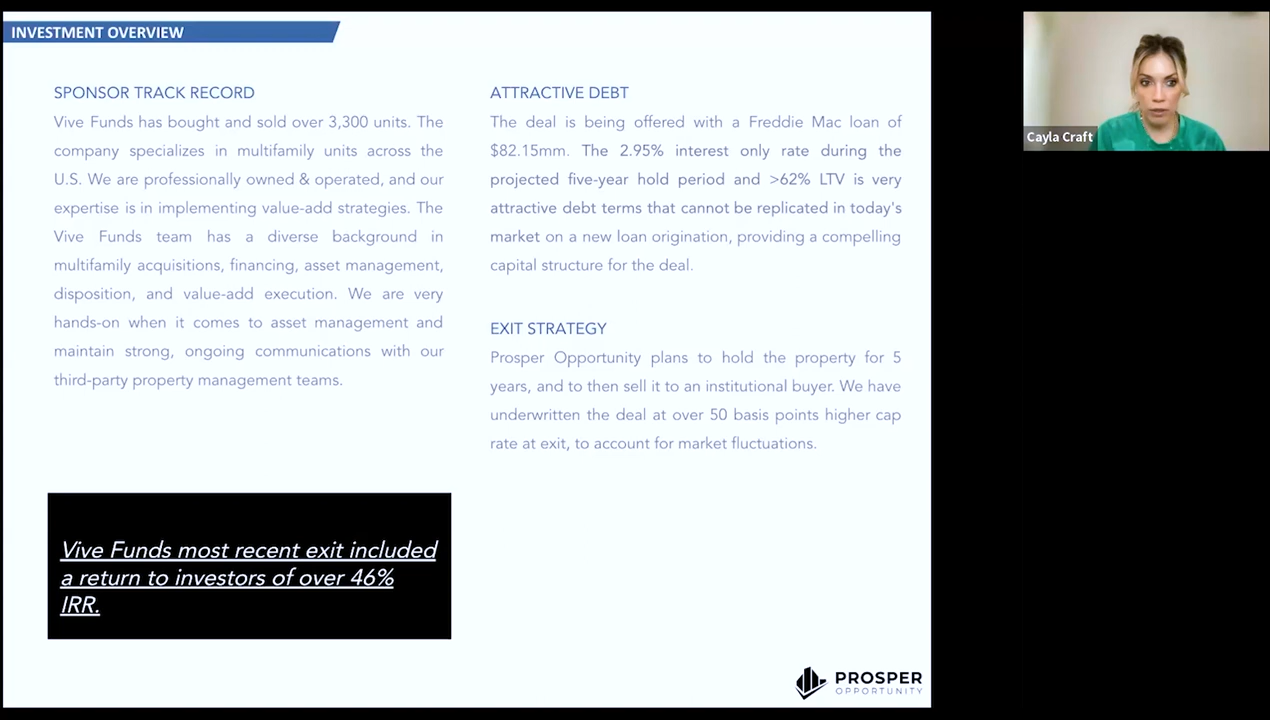 INVESTMENT OVERVIEW
SPONSOR TRACK RECORD
Vive Funds has bought and sold over 3,300 units. The
company specializes in multifamily units across the
U.S. We are professionally owned & operated, and our
expertise is in implementing value-add strategies. The
Vive Funds team has a diverse background in
multifamily acquisitions, financing, asset management,
disposition, and value-add execution. We are very
hands-on when it comes to asset management and
maintain strong, ongoing communications with our
third-party property management teams.
Vive Funds most recent exit included
a return to investors of over 46%
IRR.
ATTRACTIVE DEBT
The deal is being offered with a Freddie Mac loan of
$82.15mm. The 2.95% interest only rate during the
projected five-year hold period and >62% LTV is very
attractive debt terms that cannot be replicated in today's
market on a new loan origination, providing a compelling
capital structure for the deal.
EXIT STRATEGY
Prosper Opportunity plans to hold the property for 5
years, and to then sell it to an institutional buyer. We have
underwritten the deal at over 50 basis points higher cap
rate at exit, to account for market fluctuations.
PROSPER
OPPORTUNITY
Cayla Craft